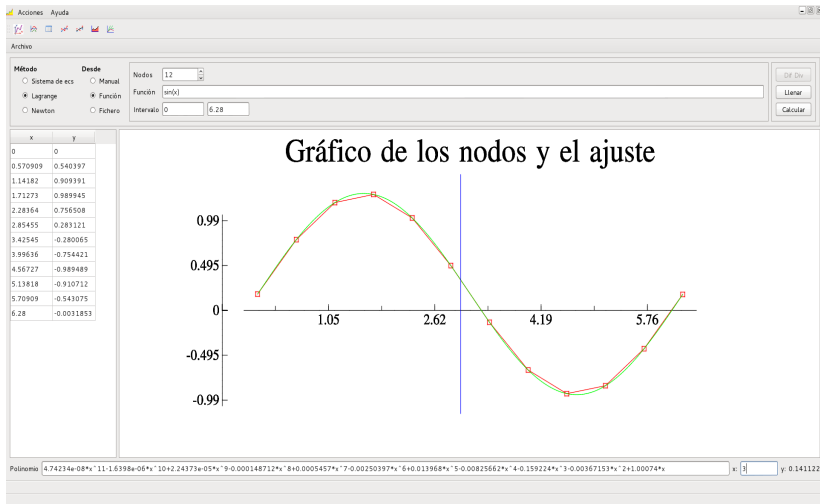 Acciones Ayuda
Archivo
Método Desde
Sistema de ecs Manual
Lagrange Función
Newton Fichero
Nodos 12
Función sin(x)
Intervalo 0 6.28
Dif Div
Llenar
Calcular
x y
0 0
0.570909 0.540397
1.14182 0.909391
1.71273 0.989945
2.28364 0.756508
2.85455 0.283121
3.42545 -0.280065
3.99636 -0.754421
4.56727 -0.989489
5.13818 -0.910712
5.70909 -0.543075
6.28 -0.0031853
Gráfico de los nodos y el ajuste
0.99
0.495
0
-0.495
-0.99
1.05 2.62 4.19 5.76
Polinomio 4.74234e-08*x^11-1.6398e-06*x^10+2.24373e-05*x^9-0.000148712*x^8+0.0005457*x^7-0.00250397*x^6+0.013968*x^5-0.00825662*x^4-0.159224*x^3-0.00367153*x^2+1.00074*x x: 3 y: 0.141122